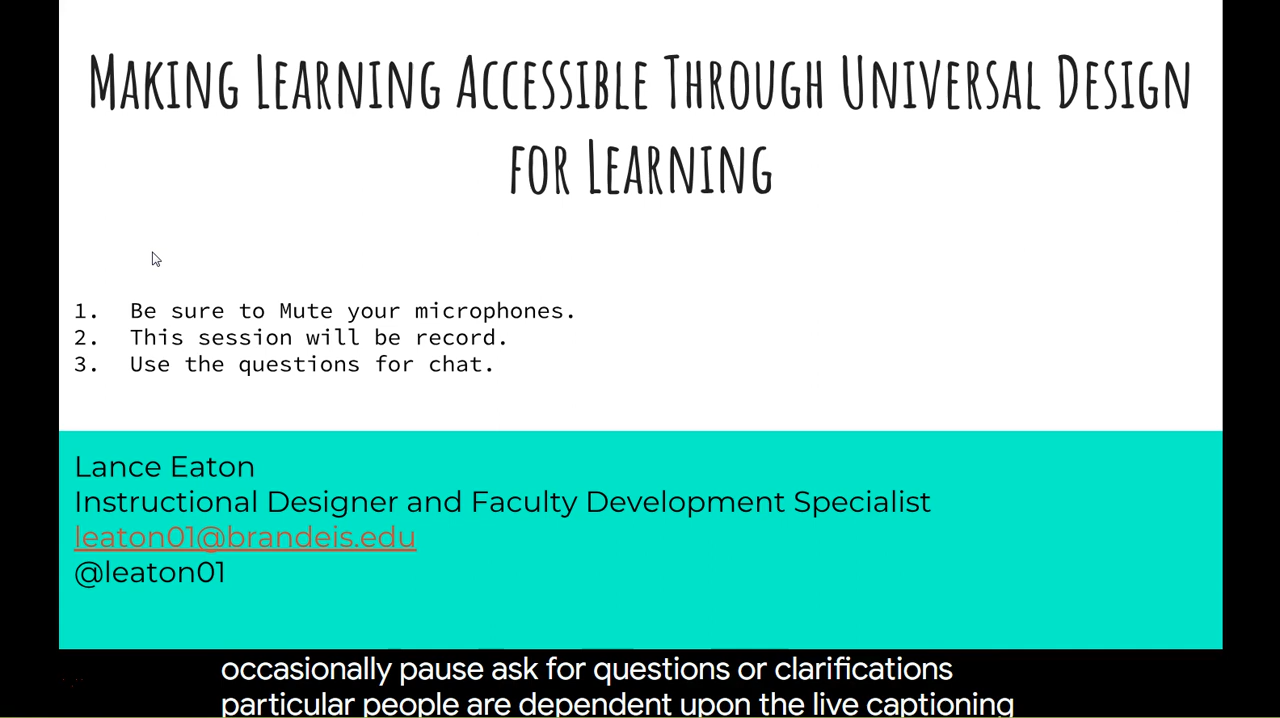 Making Learning Accessible Through Universal Design
for Learning
1. Be sure to Mute your microphones.
2. This session will be record.
3. Use the questions for chat.
Lance Eaton
Instructional Designer and Faculty Development Specialist
leaton01@brandeis.edu
@leaton01
occasionally pause ask for questions or clarifications
particular people are dependent upon the live captioning